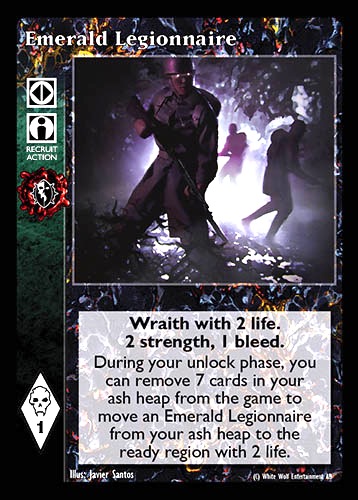 Emerald Legionnaire
RECRUIT
ACTION
Wraith with 2 life.
2 strength, 1 bleed.
During your unlock phase, you
can remove 7 cards in your
ash heap from the game to
move an Emerald Legionnaire
from your ash heap to the
ready region with 2 life.
1
Illus: Javier Santos
(C) White Wolf Entertainment AB